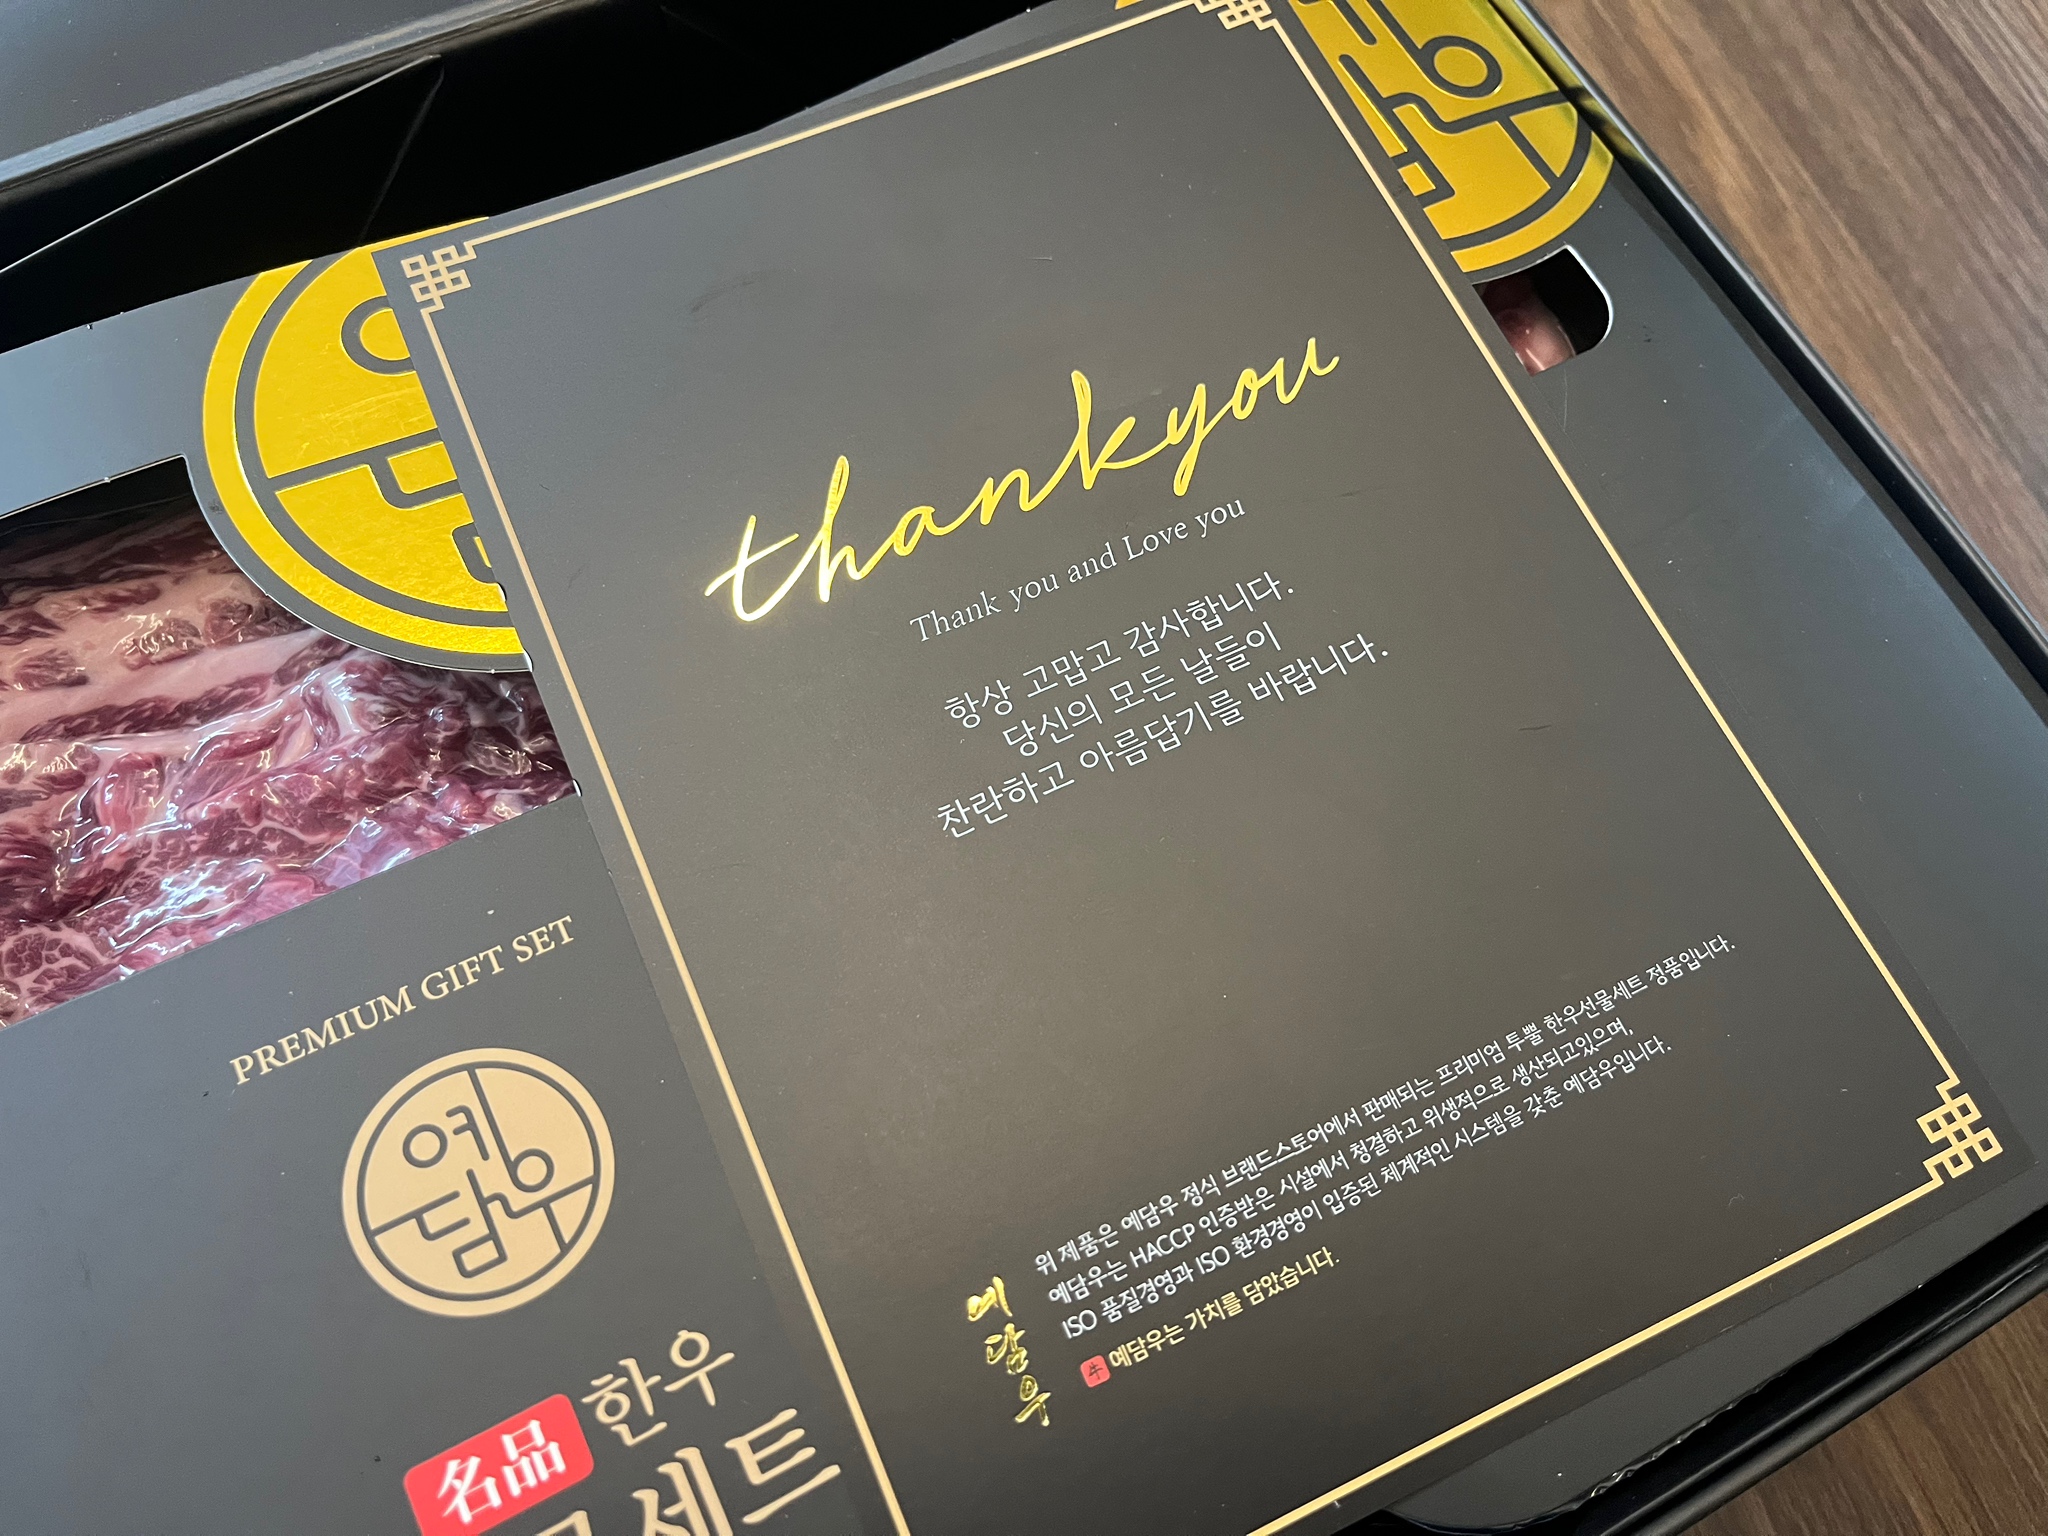 thankyou
Thank you and Love you
항상 고맙고 감사합니다.
당신의 모든 날들이
찬란하고 아름답기를 바랍니다.
위 제품은 예담우 정식 브랜드스토어에서 판매되는 프리미엄 투뿔 한우선물세트 정품입니다.
예담우는 HACCP 인증받은 시설에서 청결하고 위생적으로 생산되고있으며,
ISO 품질경영과 ISO 환경경영이 입증된 체계적인 시스템을 갖춘 예담우입니다.
牛 예담우는 가치를 담았습니다.
예담우
PREMIUM GIFT SET
예담우
名品 한우
세트